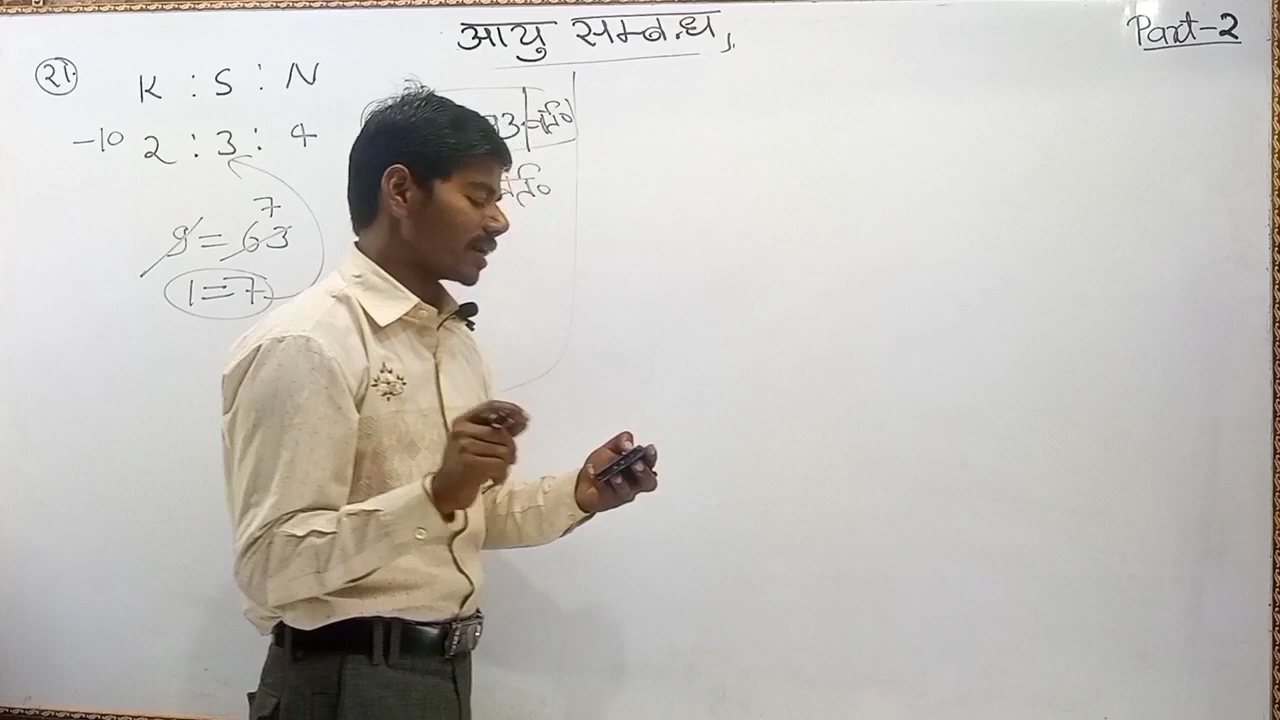 आयु सम्बन्ध,
Part-2
२१. K : S : N
-10 2 : 3 : 4
7
9 = 63
1 = 7